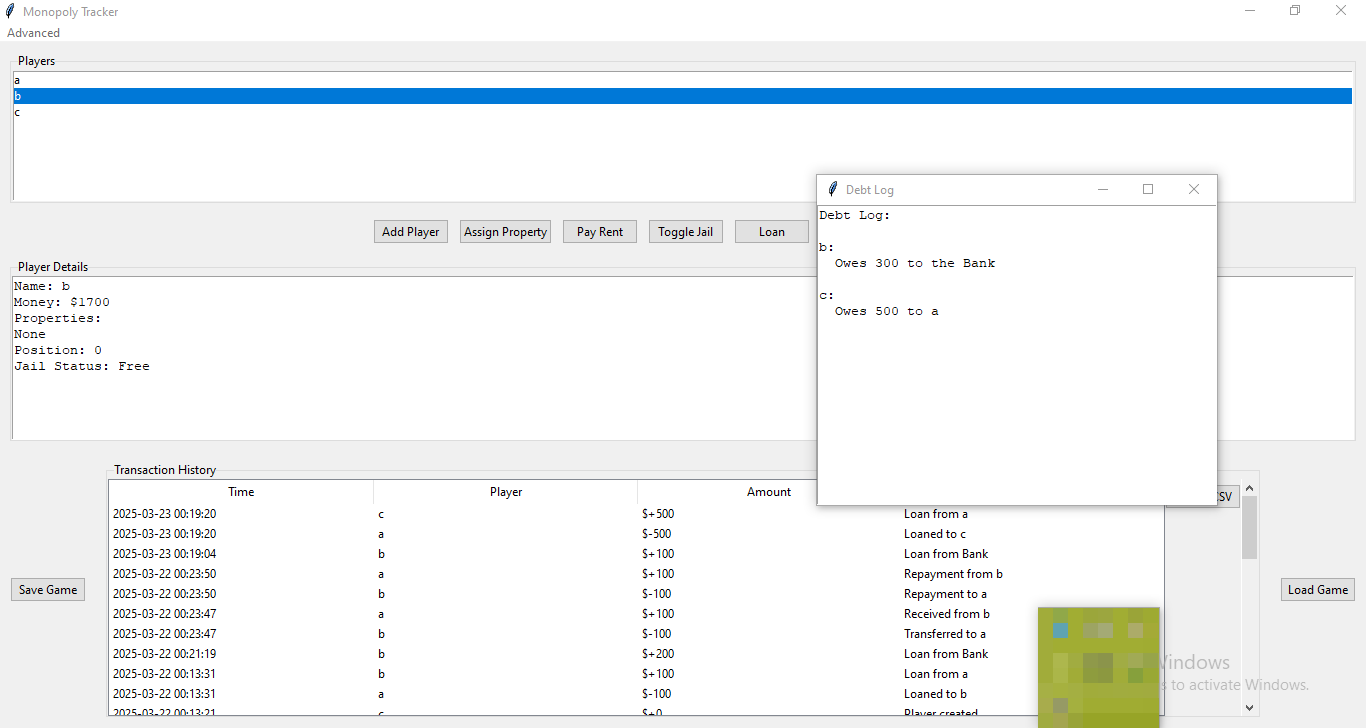 Monopoly Tracker
Advanced
Players
a
b
c
Add Player Assign Property Pay Rent Toggle Jail Loan
Player Details
Name: b
Money: $1700
Properties:
None
Position: 0
Jail Status: Free
Debt Log
Debt Log:
b:
Owes 300 to the Bank
c:
Owes 500 to a
Transaction History
Time Player Amount
2025-03-23 00:19:20 c $+500 Loan from a
2025-03-23 00:19:20 a $-500 Loaned to c
2025-03-23 00:19:04 b $+100 Loan from Bank
2025-03-22 00:23:50 a $+100 Repayment from b
2025-03-22 00:23:50 b $-100 Repayment to a
2025-03-22 00:23:47 a $+100 Received from b
2025-03-22 00:23:47 b $-100 Transferred to a
2025-03-22 00:21:19 b $+200 Loan from Bank
2025-03-22 00:13:31 b $+100 Loan from a
2025-03-22 00:13:31 a $-100 Loaned to b
2025-03-22 00:13:21 c $+0 Player created
SV
Save Game
Load Game
Windows
to activate Windows.